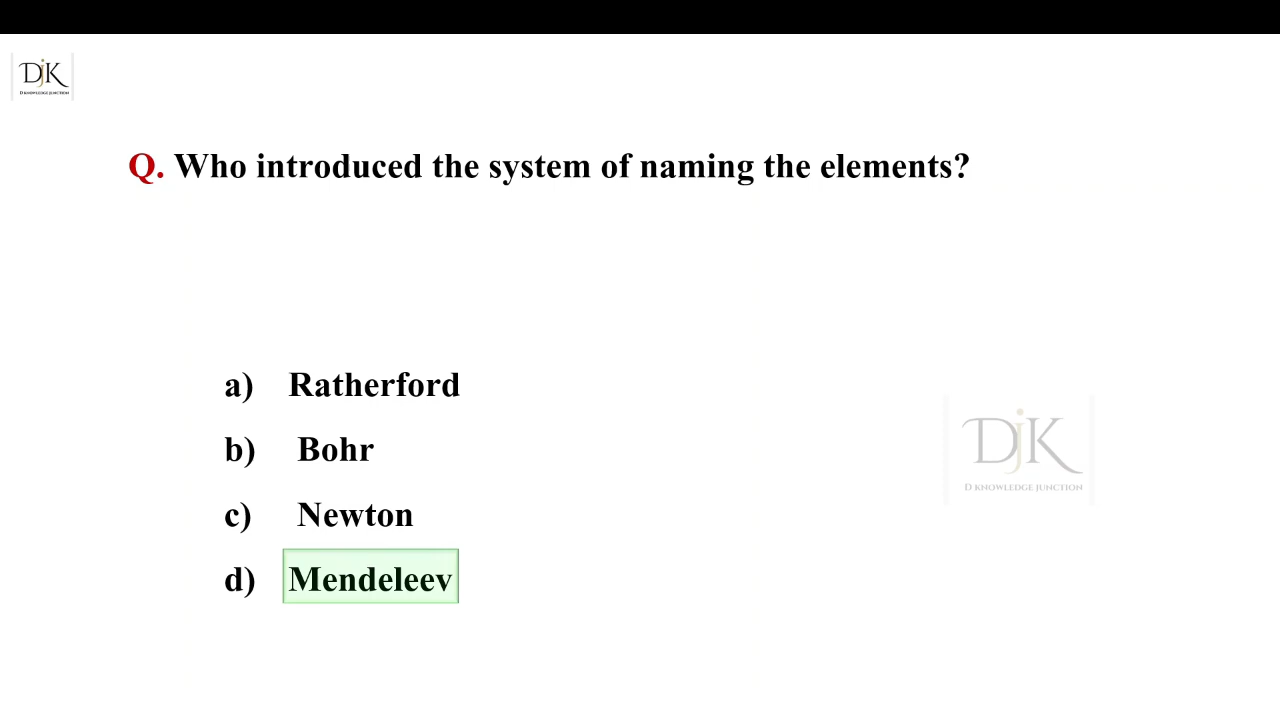 DjK
D KNOWLEDGE JUNCTION
Q. Who introduced the system of naming the elements?
a) Ratherford
b) Bohr
c) Newton
d) Mendeleev
DjK
D KNOWLEDGE JUNCTION